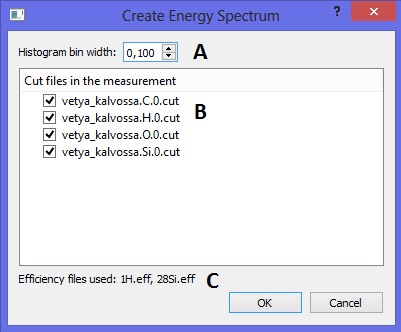 Create Energy Spectrum
?
Histogram bin width: 0,100 A
Cut files in the measurement
vetya_kalvossa.C.0.cut
vetya_kalvossa.H.0.cut B
vetya_kalvossa.O.0.cut
vetya_kalvossa.Si.0.cut
Efficiency files used: 1H.eff, 28Si.eff C
OK Cancel